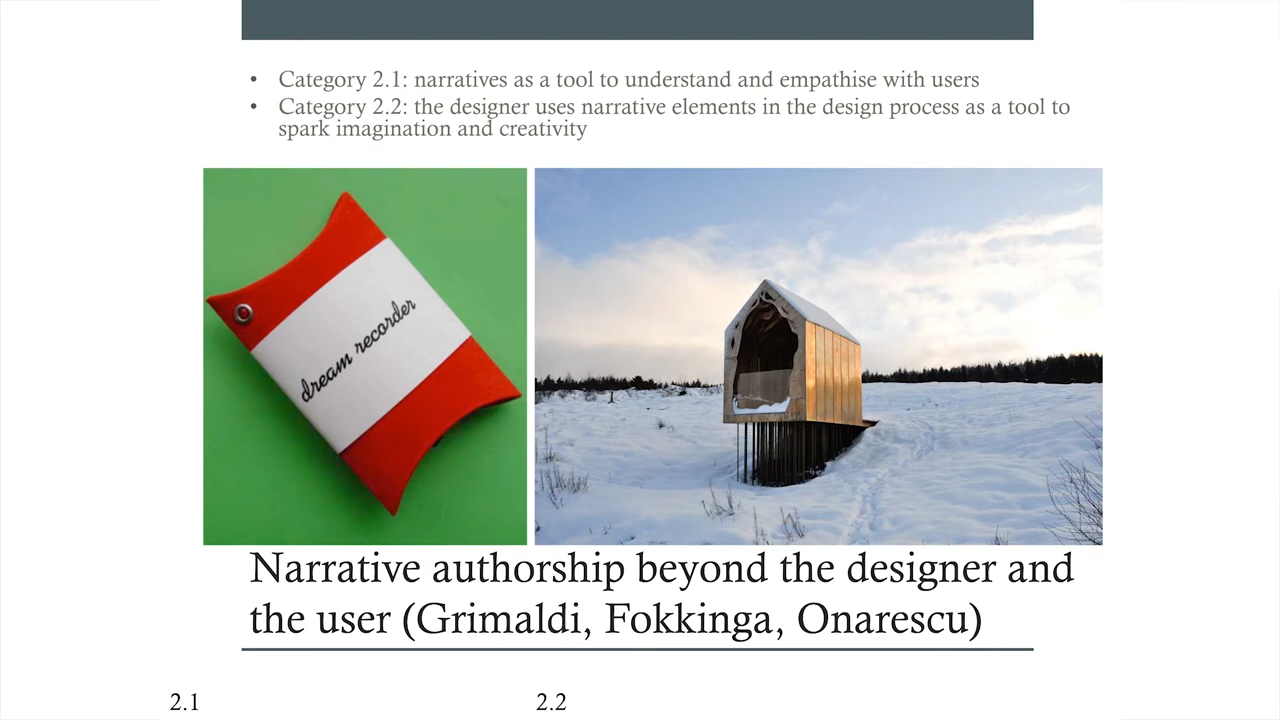 • Category 2.1: narratives as a tool to understand and empathise with users
• Category 2.2: the designer uses narrative elements in the design process as a tool to
spark imagination and creativity
dream recorder
Narrative authorship beyond the designer and
the user (Grimaldi, Fokkinga, Onarescu)
2.1
2.2